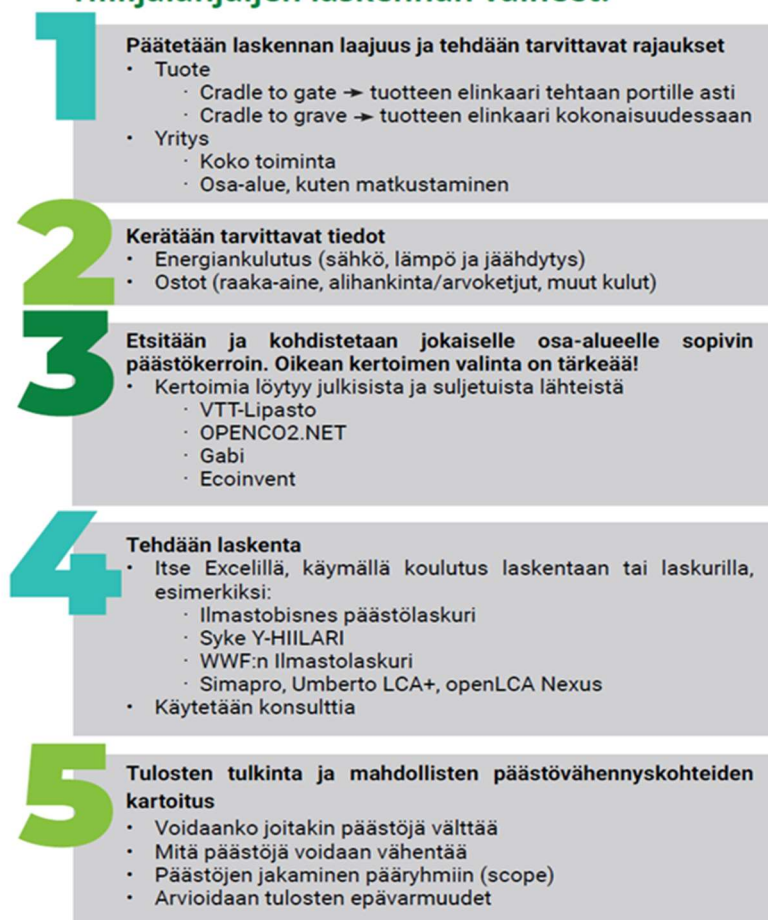 1
Päätetään laskennan laajuus ja tehdään tarvittavat rajaukset
• Tuote
· Cradle to gate → tuotteen elinkaari tehtaan portille asti
· Cradle to grave → tuotteen elinkaari kokonaisuudessaan
• Yritys
· Koko toiminta
· Osa-alue, kuten matkustaminen
2
Kerätään tarvittavat tiedot
• Energiankulutus (sähkö, lämpö ja jäähdytys)
• Ostot (raaka-aine, alihankinta/arvoketjut, muut kulut)
3
Etsitään ja kohdistetaan jokaiselle osa-alueelle sopivin
päästökerroin. Oikean kertoimen valinta on tärkeää!
• Kertoimia löytyy julkisista ja suljetuista lähteistä
· VTT-Lipasto
· OPENCO2.NET
· Gabi
· Ecoinvent
4
Tehdään laskenta
• Itse Excelillä, käymällä koulutus laskentaan tai laskurilla,
esimerkiksi:
· Ilmastobisnes päästölaskuri
· Syke Y-HIILARI
· WWF:n Ilmastolaskuri
· Simapro, Umberto LCA+, openLCA Nexus
• Käytetään konsulttia
5
Tulosten tulkinta ja mahdollisten päästövähennyskohteiden
kartoitus
• Voidaanko joitakin päästöjä välttää
• Mitä päästöjä voidaan vähentää
• Päästöjen jakaminen pääryhmiin (scope)
• Arvioidaan tulosten epävarmuudet